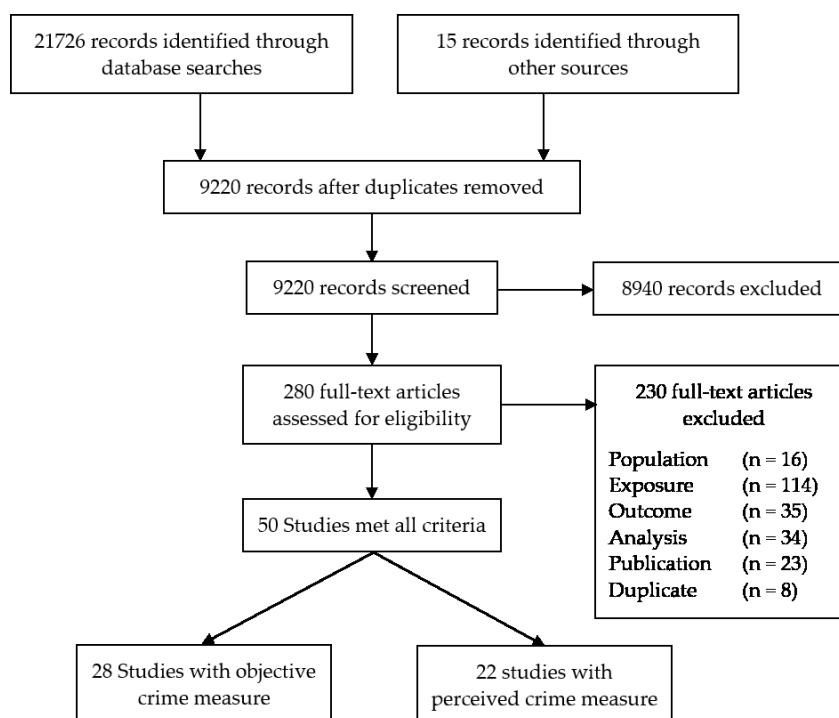 21726 records identified through
database searches
15 records identified through
other sources
9220 records after duplicates removed
9220 records screened
8940 records excluded
280 full-text articles
assessed for eligibility
230 full-text articles
excluded
Population (n = 16)
Exposure (n = 114)
Outcome (n = 35)
Analysis (n = 34)
Publication (n = 23)
Duplicate (n = 8)
50 Studies met all criteria
28 Studies with objective
crime measure
22 studies with
perceived crime measure